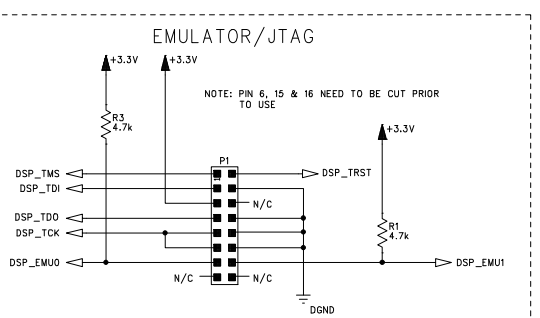 EMULATOR/JTAG
+3.3V
+3.3V
NOTE: PIN 6, 15 & 16 NEED TO BE CUT PRIOR
TO USE
+3.3V
R3
4.7k
P1
DSP_TMS
DSP_TRST
DSP_TDI
N/C
DSP_TDO
DSP_TCK
R1
4.7k
DSP_EMU0
DSP_EMU1
N/C
N/C
DGND